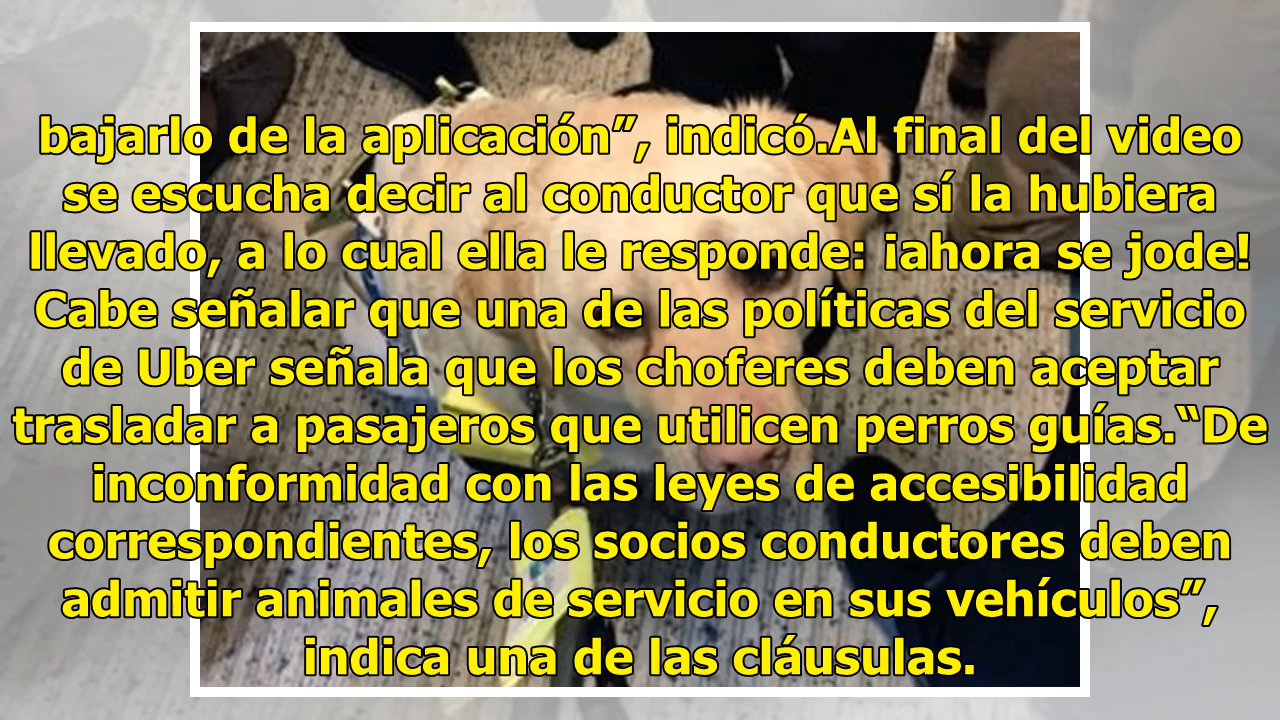 bajarlo de la aplicación”, indicó.Al final del video
se escucha decir al conductor que sí la hubiera
llevado, a lo cual ella le responde: ¡ahora se jode!
Cabe señalar que una de las políticas del servicio
de Uber señala que los choferes deben aceptar
trasladar a pasajeros que utilicen perros guías.“De
inconformidad con las leyes de accesibilidad
correspondientes, los socios conductores deben
admitir animales de servicio en sus vehículos”,
indica una de las cláusulas.